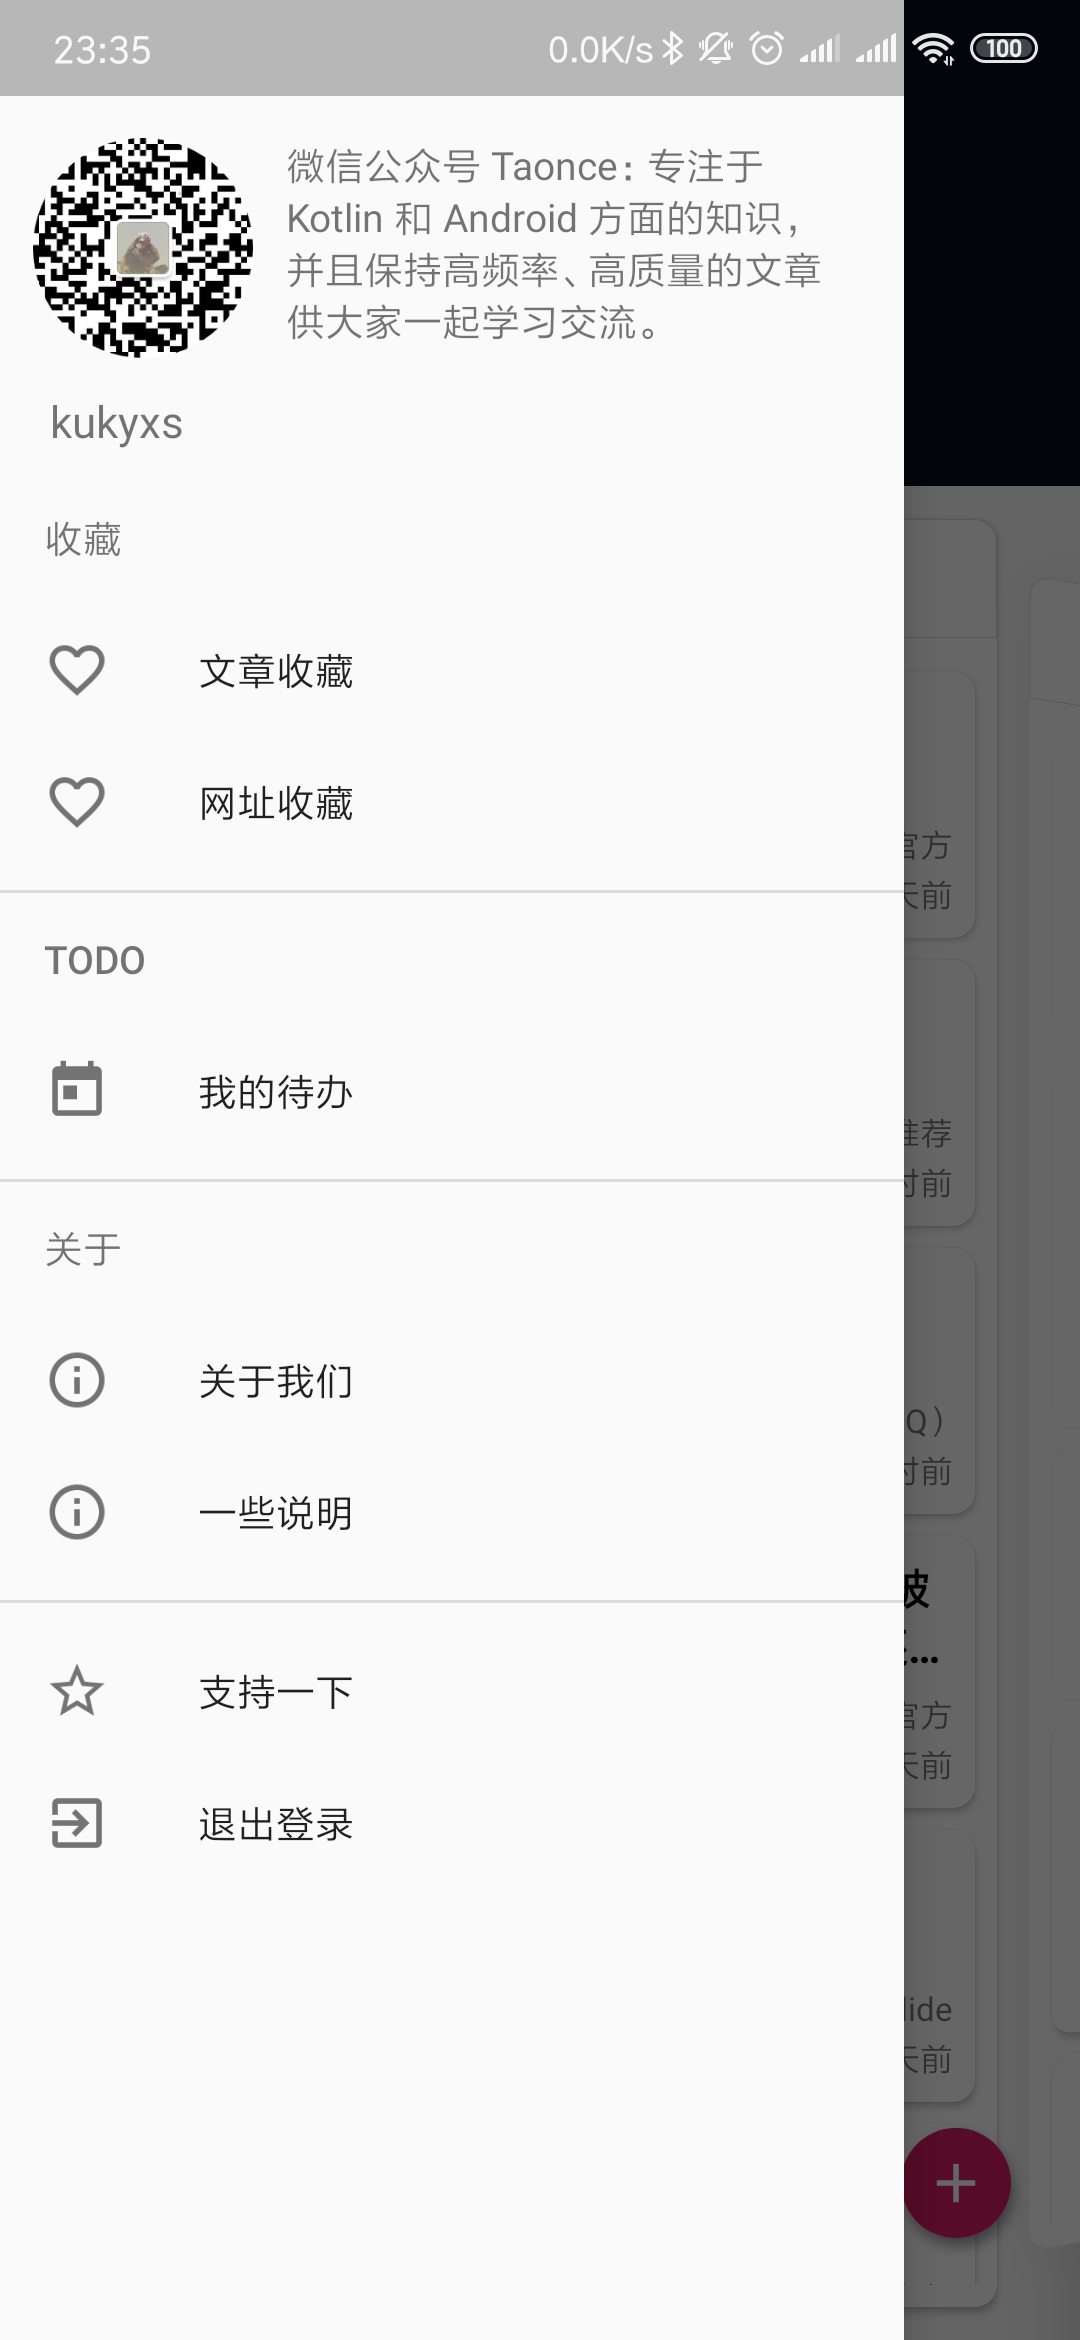 23:35 0.0K/s 100
微信公众号 Taonce：专注于
Kotlin 和 Android 方面的知识，
并且保持高频率、高质量的文章
供大家一起学习交流。
kukyxs
收藏
文章收藏
网址收藏
官方
天前
TODO
我的待办
推荐
时前
关于
关于我们
Q）
时前
一些说明
...
支持一下
官方
天前
退出登录
lide
天前